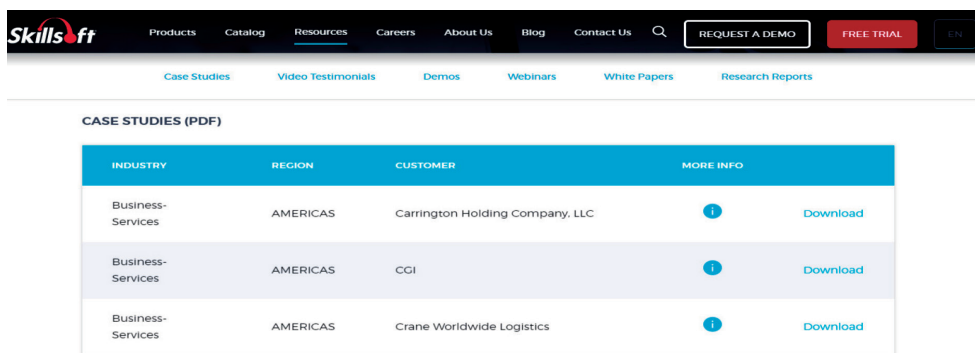 Skillsoft Products Catalog Resources Careers About Us Blog Contact Us REQUEST A DEMO FREE TRIAL EN
Case Studies Video Testimonials Demos Webinars White Papers Research Reports
CASE STUDIES (PDF)
INDUSTRY REGION CUSTOMER MORE INFO
Business-
Services AMERICAS Carrington Holding Company, LLC i Download
Business-
Services AMERICAS CGI i Download
Business-
Services AMERICAS Crane Worldwide Logistics i Download